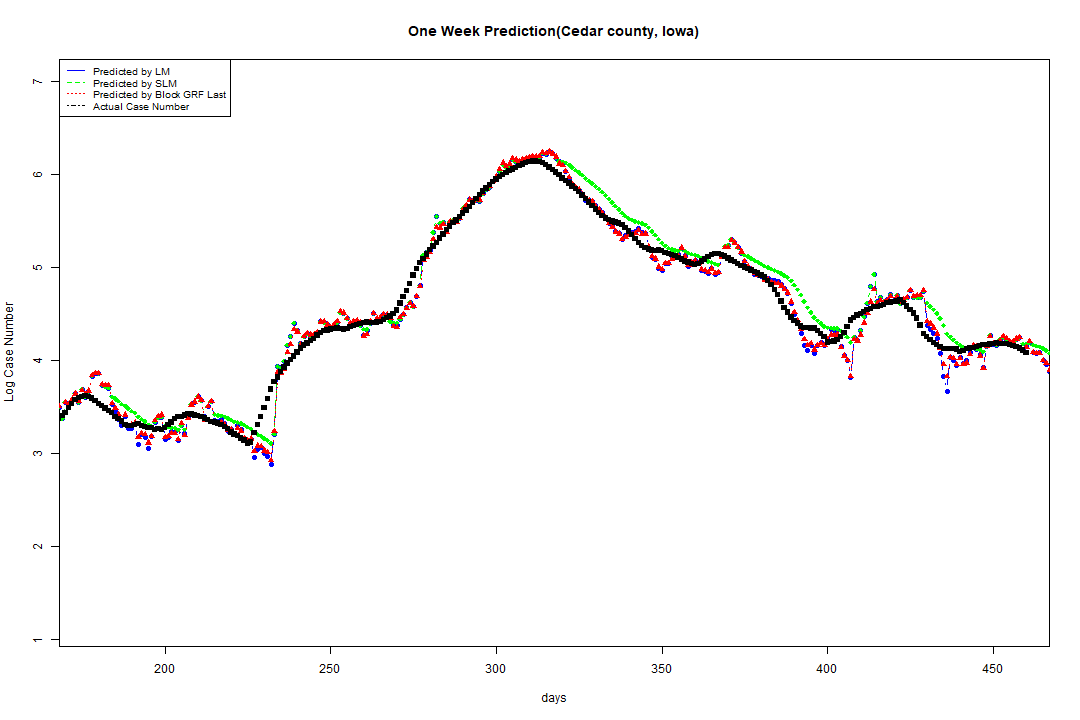 One Week Prediction(Cedar county, Iowa)
Predicted by LM
Predicted by SLM
Predicted by Block GRF Last
Actual Case Number
Log Case Number
7
6
5
4
3
2
1
200 250 300 350 400 450
days